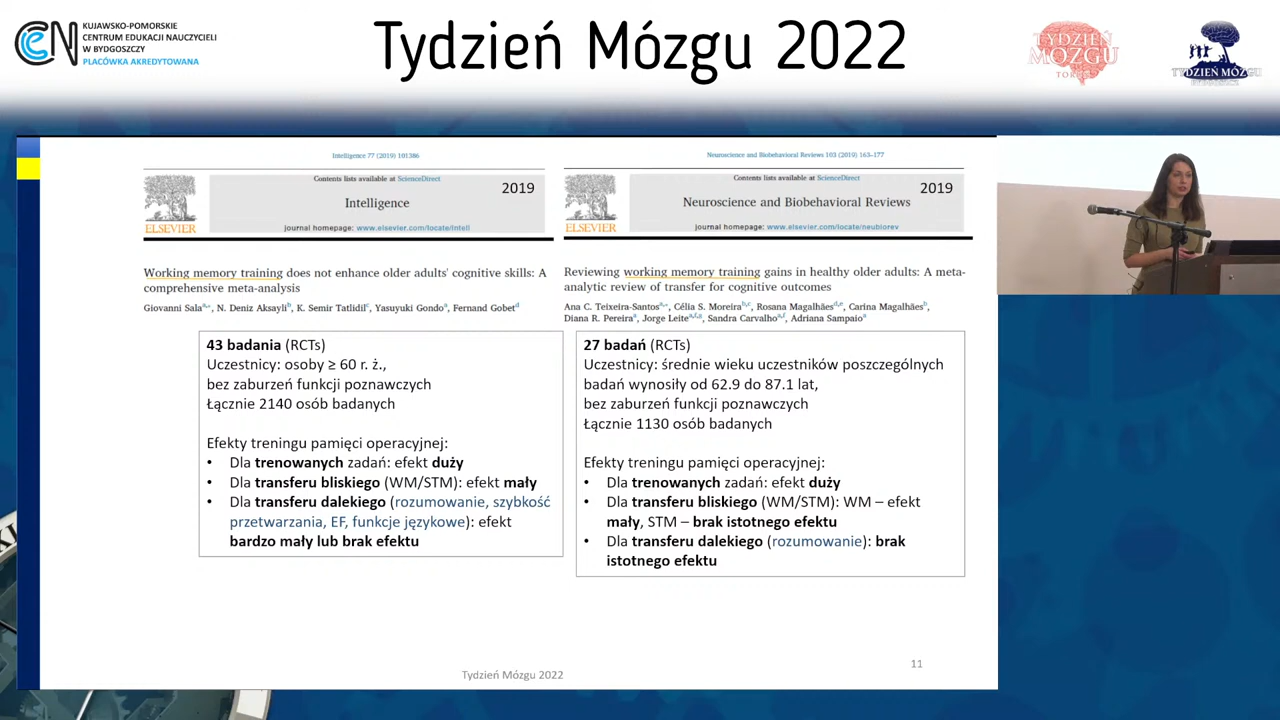 KUJAWSKO-POMORSKIE
CENTRUM EDUKACJI NAUCZYCIELI
W BYDGOSZCZY
PLACÓWKA AKREDYTOWANA
Tydzień Mózgu 2022
TYDZIEŃ
MÓZGU
TORUŃ
TYDZIEŃ MÓZGU
Intelligence 77 (2019) 101386
Contents lists available at ScienceDirect
2019
Intelligence
ELSEVIER
journal homepage: www.elsevier.com/locate/intell
Working memory training does not enhance older adults' cognitive skills: A
comprehensive meta-analysis
Giovanni Sala, N. Deniz Aksayli, K. Semir Tatlidil, Yasuyuki Gondo, Fernand Gobet
43 badania (RCTs)
Uczestnicy: osoby ≥ 60 r. ż.,
bez zaburzeń funkcji poznawczych
Łącznie 2140 osób badanych
Efekty treningu pamięci operacyjnej:
• Dla trenowanych zadań: efekt duży
• Dla transferu bliskiego (WM/STM): efekt mały
• Dla transferu dalekiego (rozumowanie, szybkość
przetwarzania, EF, funkcje językowe): efekt
bardzo mały lub brak efektu
Neuroscience and Biobehavioral Reviews 103 (2019) 163–177
Contents lists available at ScienceDirect
2019
Neuroscience and Biobehavioral Reviews
ELSEVIER
journal homepage: www.elsevier.com/locate/neubiorev
Reviewing working memory training gains in healthy older adults: A meta-
analytic review of transfer for cognitive outcomes
Ana C. Teixeira-Santos, Célia S. Moreira, Rosana Magalhães, Carina Magalhães,
Diana R. Pereira, Jorge Leite, Sandra Carvalho, Adriana Sampaio
27 badań (RCTs)
Uczestnicy: średnie wieku uczestników poszczególnych
badań wynosiły od 62.9 do 87.1 lat,
bez zaburzeń funkcji poznawczych
Łącznie 1130 osób badanych
Efekty treningu pamięci operacyjnej:
• Dla trenowanych zadań: efekt duży
• Dla transferu bliskiego (WM/STM): WM – efekt
mały, STM – brak istotnego efektu
• Dla transferu dalekiego (rozumowanie): brak
istotnego efektu
Tydzień Mózgu 2022
11